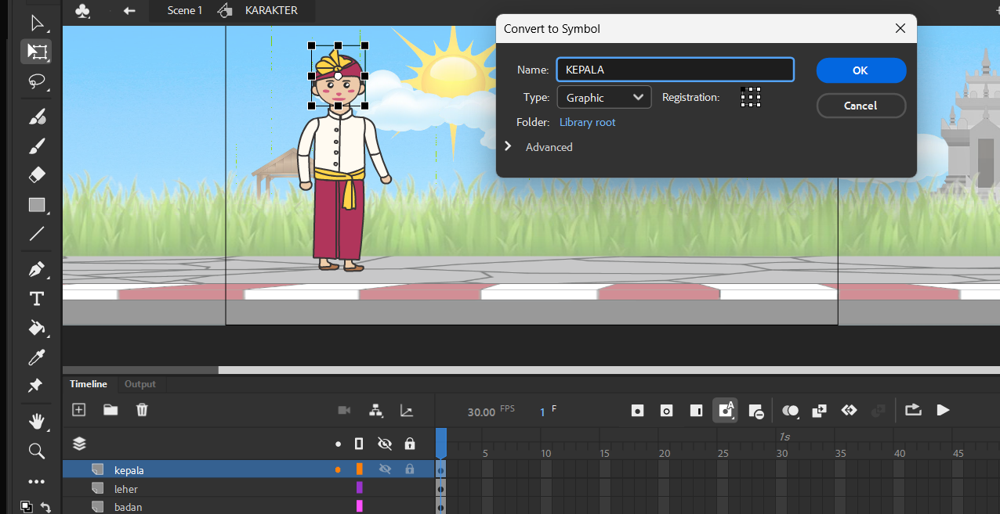 Scene 1 KARAKTER
Convert to Symbol
Name: KEPALA OK
Type: Graphic Registration:
Cancel
Folder: Library root
Advanced
Timeline Output
30.00 FPS 1 F
1s
5 10 15 20 25 30 35 40 45
kepala
leher
badan